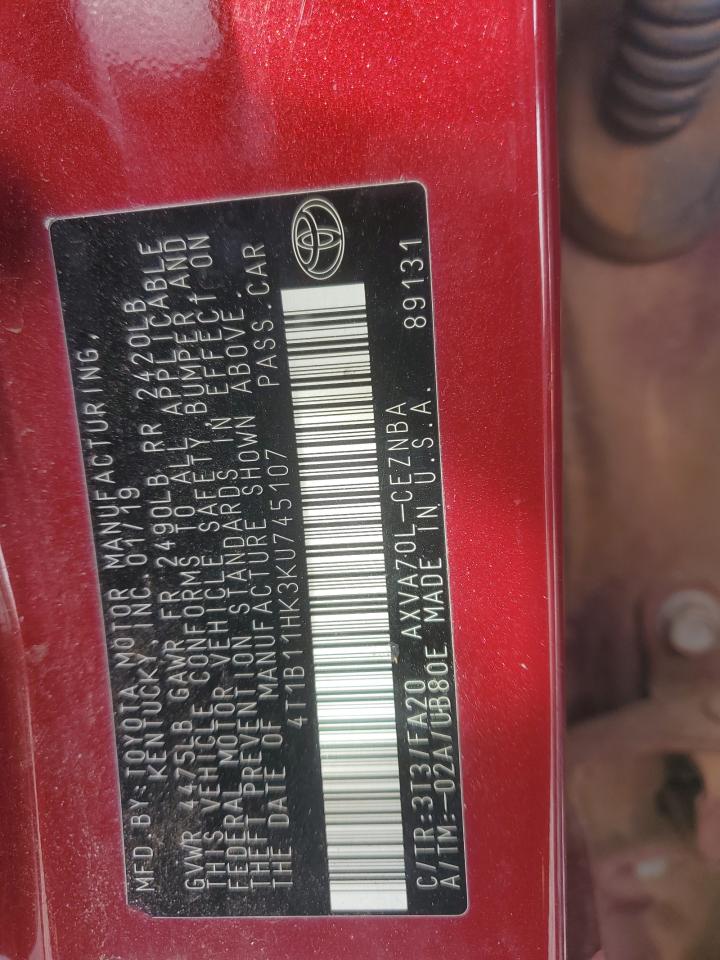 MFD.BY:TOYOTA MOTOR MANUFACTURING,
KENTUCKY, INC 01/19
GVWR 4475LB GAWR FR 2490LB RR 2420LB
THIS VEHICLE CONFORMS TO ALL APPLICABLE
FEDERAL MOTOR VEHICLE SAFETY, BUMPER AND
THEFT PREVENTION STANDARDS IN EFFECT ON
THE DATE OF MANUFACTURE SHOWN ABOVE.
4T1B11HK3KU745107 PASS CAR
C/TR:3T3/FA20 AXVA70L-CEZNBA
A/TM:-02A/UB80E MADE IN U.S.A. 89131